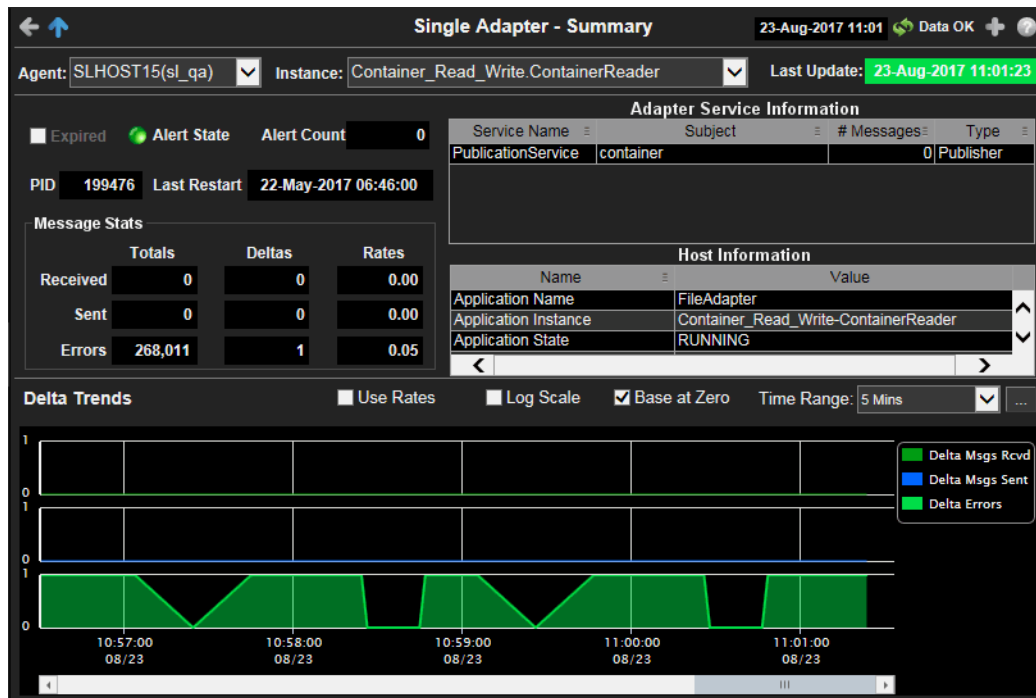 Single Adapter - Summary
23-Aug-2017 11:01 Data OK
Agent: SLHOST15(sl_qa) Instance: Container_Read_Write.ContainerReader Last Update: 23-Aug-2017 11:01:23
Expired Alert State Alert Count 0
PID 199476 Last Restart 22-May-2017 06:46:00
Message Stats
Totals Deltas Rates
Received 0 0 0.00
Sent 0 0 0.00
Errors 268,011 1 0.05
Adapter Service Information
Service Name Subject # Messages Type
PublicationService container 0 Publisher
Host Information
Name Value
Application Name FileAdapter
Application Instance Container_Read_Write-ContainerReader
Application State RUNNING
Delta Trends Use Rates Log Scale Base at Zero Time Range: 5 Mins ...
1
0
1
0
1
0
10:57:00 10:58:00 10:59:00 11:00:00 11:01:00
08/23 08/23 08/23 08/23 08/23
Delta Msgs Rcvd
Delta Msgs Sent
Delta Errors